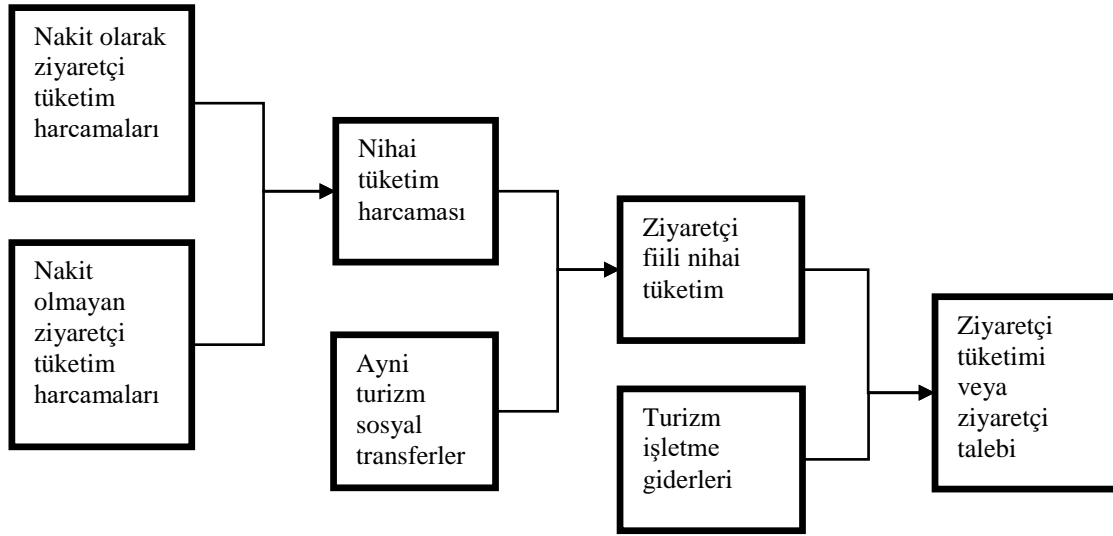 Nakit olarak
ziyaretçi
tüketim
harcamaları
Nakit
olmayan
ziyaretçi
tüketim
harcamaları
Nihai
tüketim
harcaması
Ayni
turizm
sosyal
transferler
Ziyaretçi
fiili nihai
tüketim
Turizm
işletme
giderleri
Ziyaretçi
tüketimi
veya
ziyaretçi
talebi